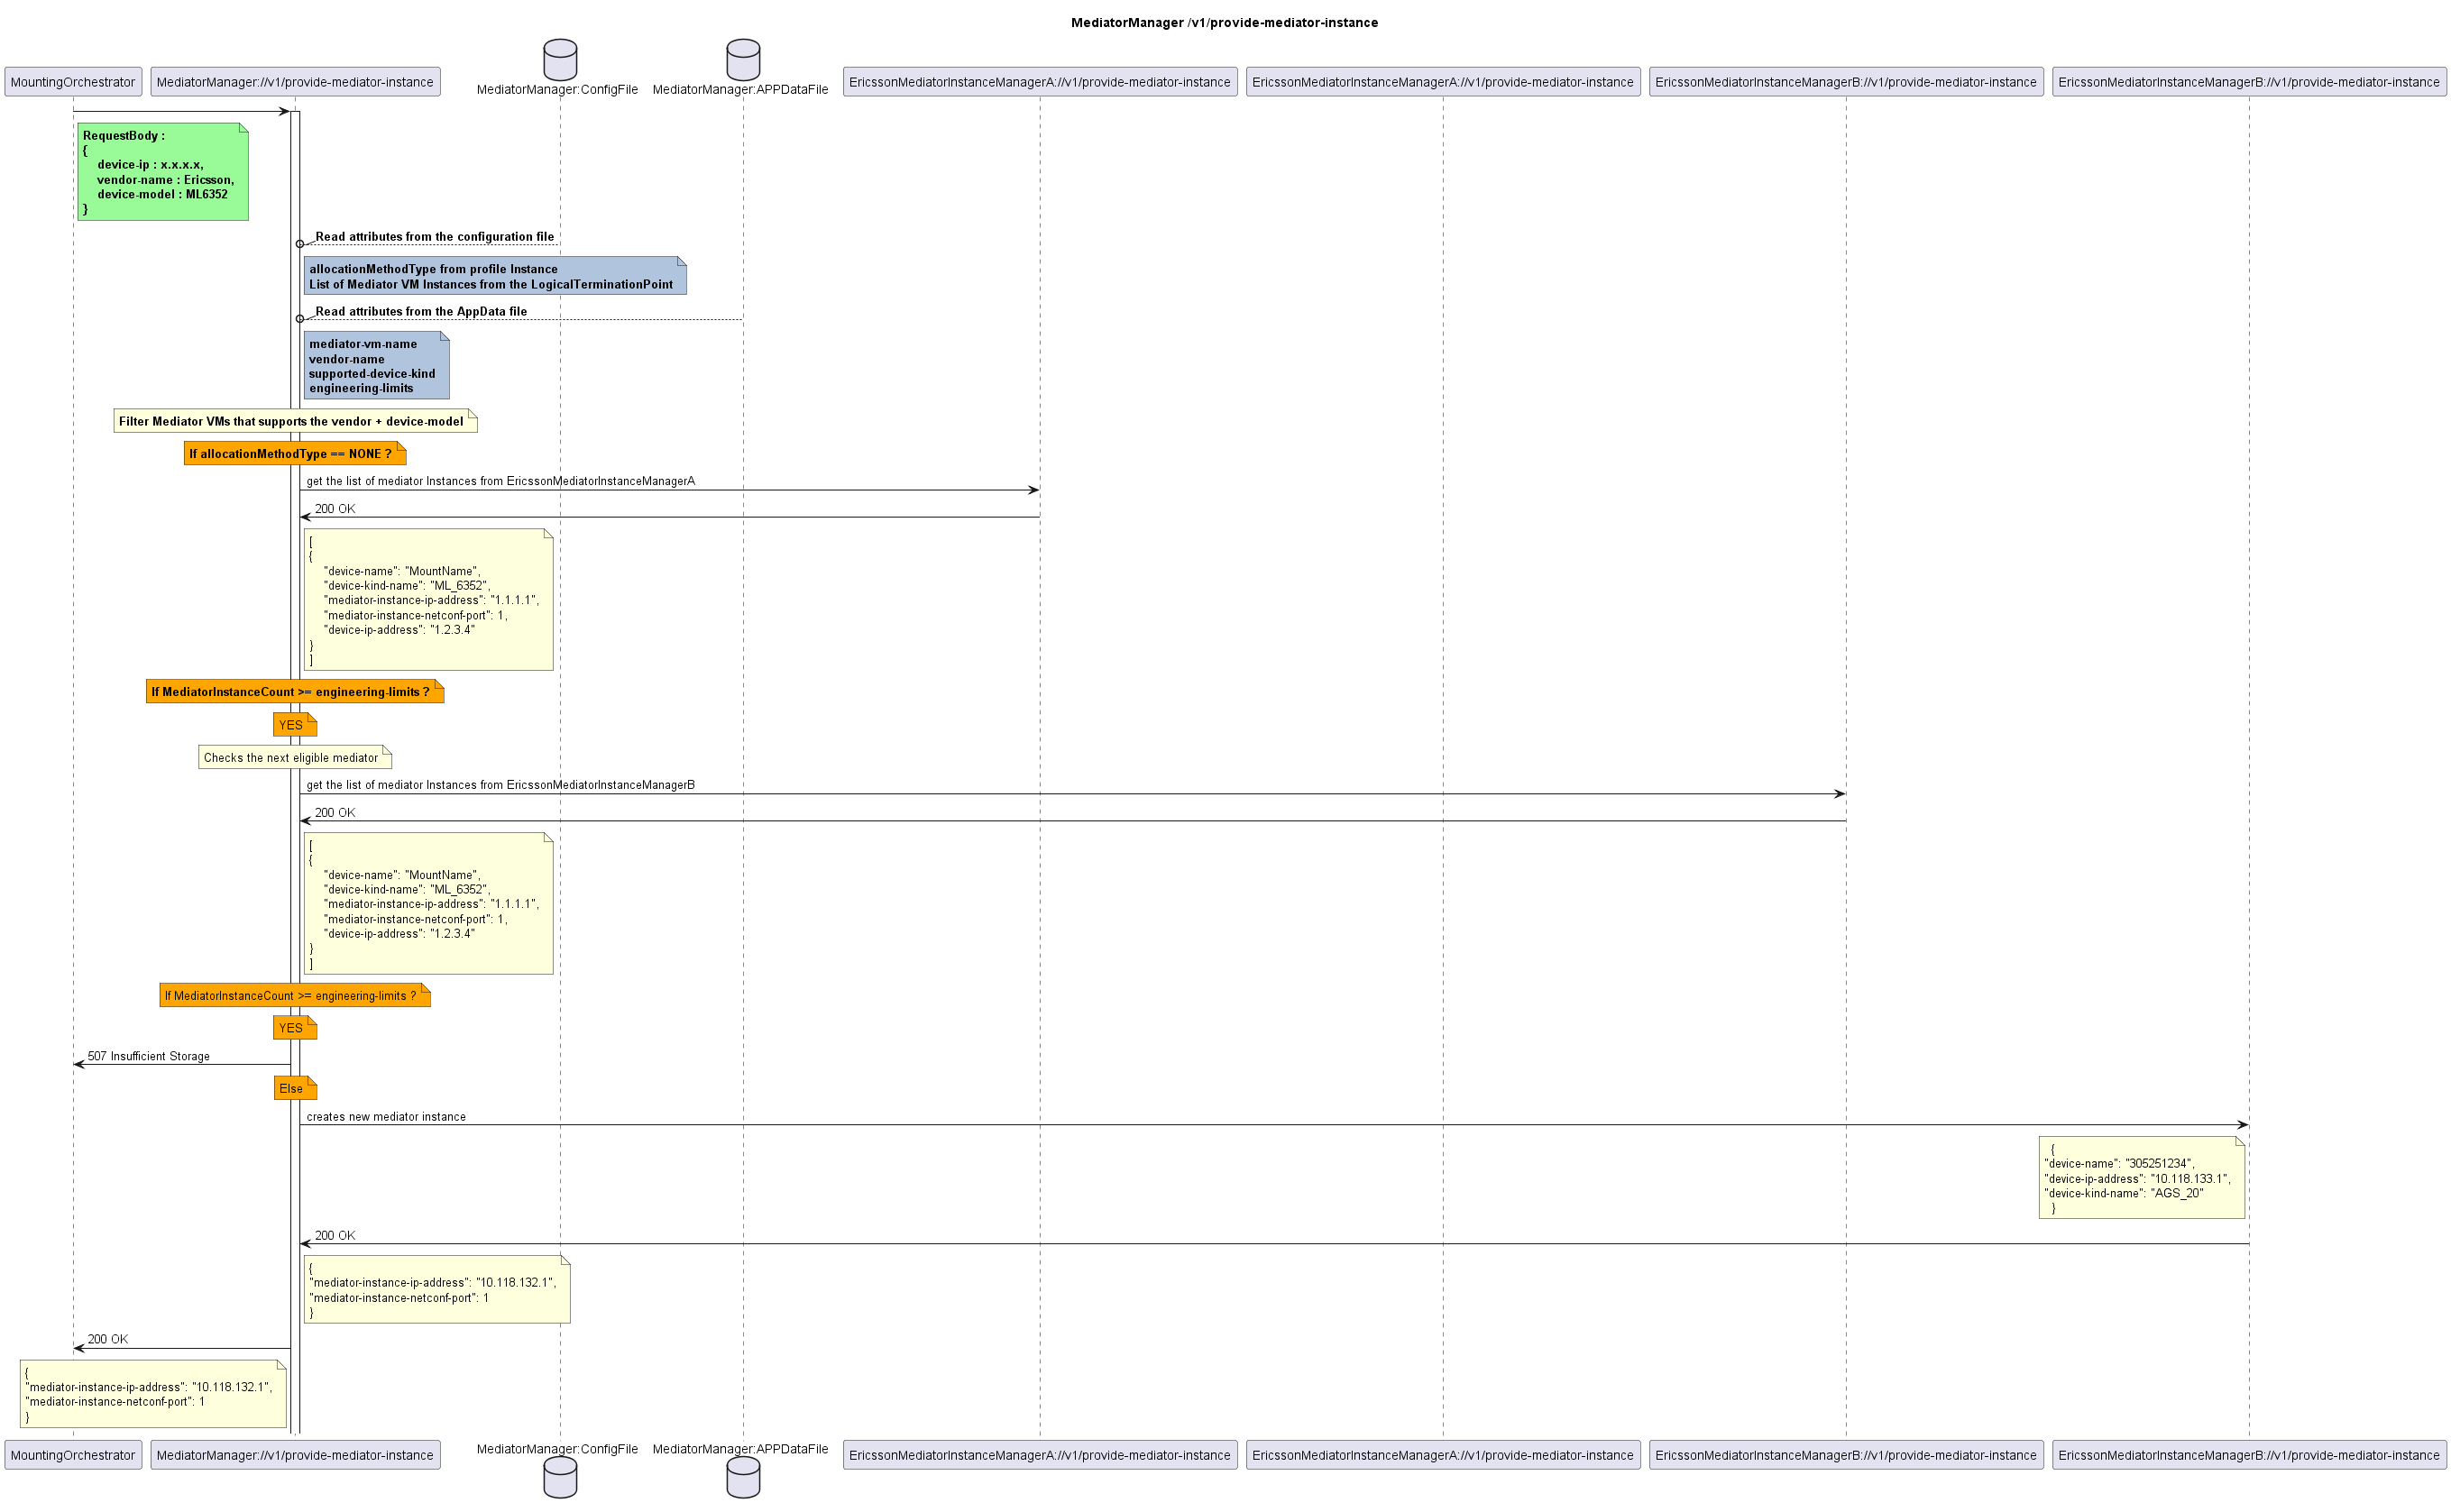 MediatorManager /v1/provide-mediator-instance
MountingOrchestrator
MediatorManager://v1/provide-mediator-instance
MediatorManager:ConfigFile
MediatorManager:APPDataFile
EricssonMediatorInstanceManagerA://v1/provide-mediator-instance
EricssonMediatorInstanceManagerA://v1/provide-mediator-instance
EricssonMediatorInstanceManagerB://v1/provide-mediator-instance
EricssonMediatorInstanceManagerB://v1/provide-mediator-instance
RequestBody :
{
device-ip : x.x.x.x,
vendor-name : Ericsson,
device-model : ML6352
}
Read attributes from the configuration file
allocationMethodType from profile Instance
List of Mediator VM Instances from the LogicalTerminationPoint
Read attributes from the AppData file
mediator-vm-name
vendor-name
supported-device-kind
engineering-limits
Filter Mediator VMs that supports the vendor + device-model
If allocationMethodType == NONE ?
get the list of mediator Instances from EricssonMediatorInstanceManagerA
200 OK
[
{
"device-name": "MountName",
"device-kind-name": "ML_6352",
"mediator-instance-ip-address": "1.1.1.1",
"mediator-instance-netconf-port": 1,
"device-ip-address": "1.2.3.4"
}
]
If MediatorInstanceCount >= engineering-limits ?
YES
Checks the next eligible mediator
get the list of mediator Instances from EricssonMediatorInstanceManagerB
200 OK
[
{
"device-name": "MountName",
"device-kind-name": "ML_6352",
"mediator-instance-ip-address": "1.1.1.1",
"mediator-instance-netconf-port": 1,
"device-ip-address": "1.2.3.4"
}
]
If MediatorInstanceCount >= engineering-limits ?
YES
507 Insufficient Storage
Else
creates new mediator instance
{
"device-name": "305251234",
"device-ip-address": "10.118.133.1",
"device-kind-name": "AGS_20"
}
200 OK
{
"mediator-instance-ip-address": "10.118.132.1",
"mediator-instance-netconf-port": 1
}
200 OK
{
"mediator-instance-ip-address": "10.118.132.1",
"mediator-instance-netconf-port": 1
}
MountingOrchestrator
MediatorManager://v1/provide-mediator-instance
MediatorManager:ConfigFile
MediatorManager:APPDataFile
EricssonMediatorInstanceManagerA://v1/provide-mediator-instance
EricssonMediatorInstanceManagerA://v1/provide-mediator-instance
EricssonMediatorInstanceManagerB://v1/provide-mediator-instance
EricssonMediatorInstanceManagerB://v1/provide-mediator-instance